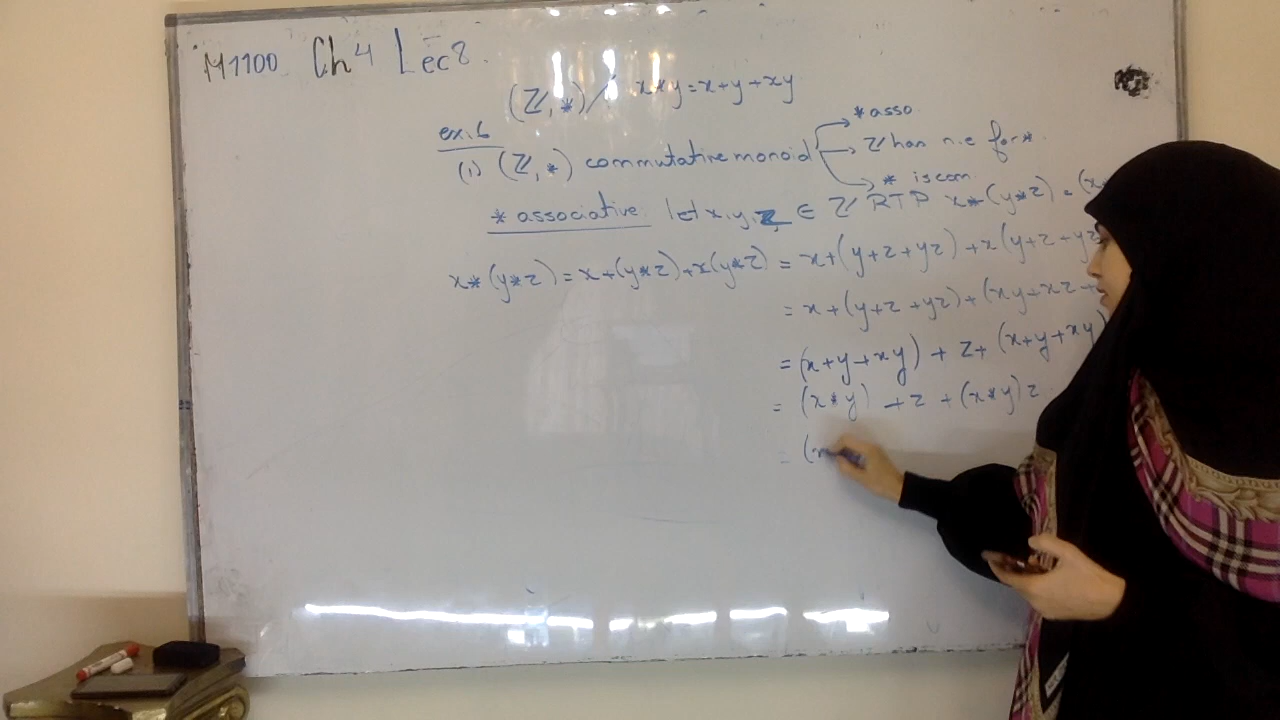 M1100 Ch4 Lec8.
(ℤ, *) / x*y = x+y+xy
ex.6
(1) (ℤ, *) commutative monoid → * asso.
→ ℤ has n.e for *.
→ * is com.
* associative. let x, y, z ∈ ℤ RTP x*(y*z) = (x
x*(y*z) = x+(y*z)+x(y*z) = x+(y+z+yz)+x(y+z+yz
= x+(y+z+yz)+(xy+xz+
= (x+y+xy) + z + (x+y+xy)
= (x*y) + z + (x*y)z
= (x